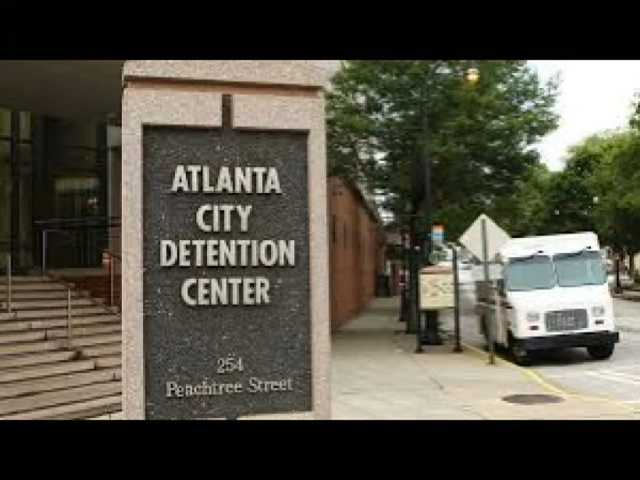 ATLANTA
CITY
DETENTION
CENTER
254
Peachtree Street